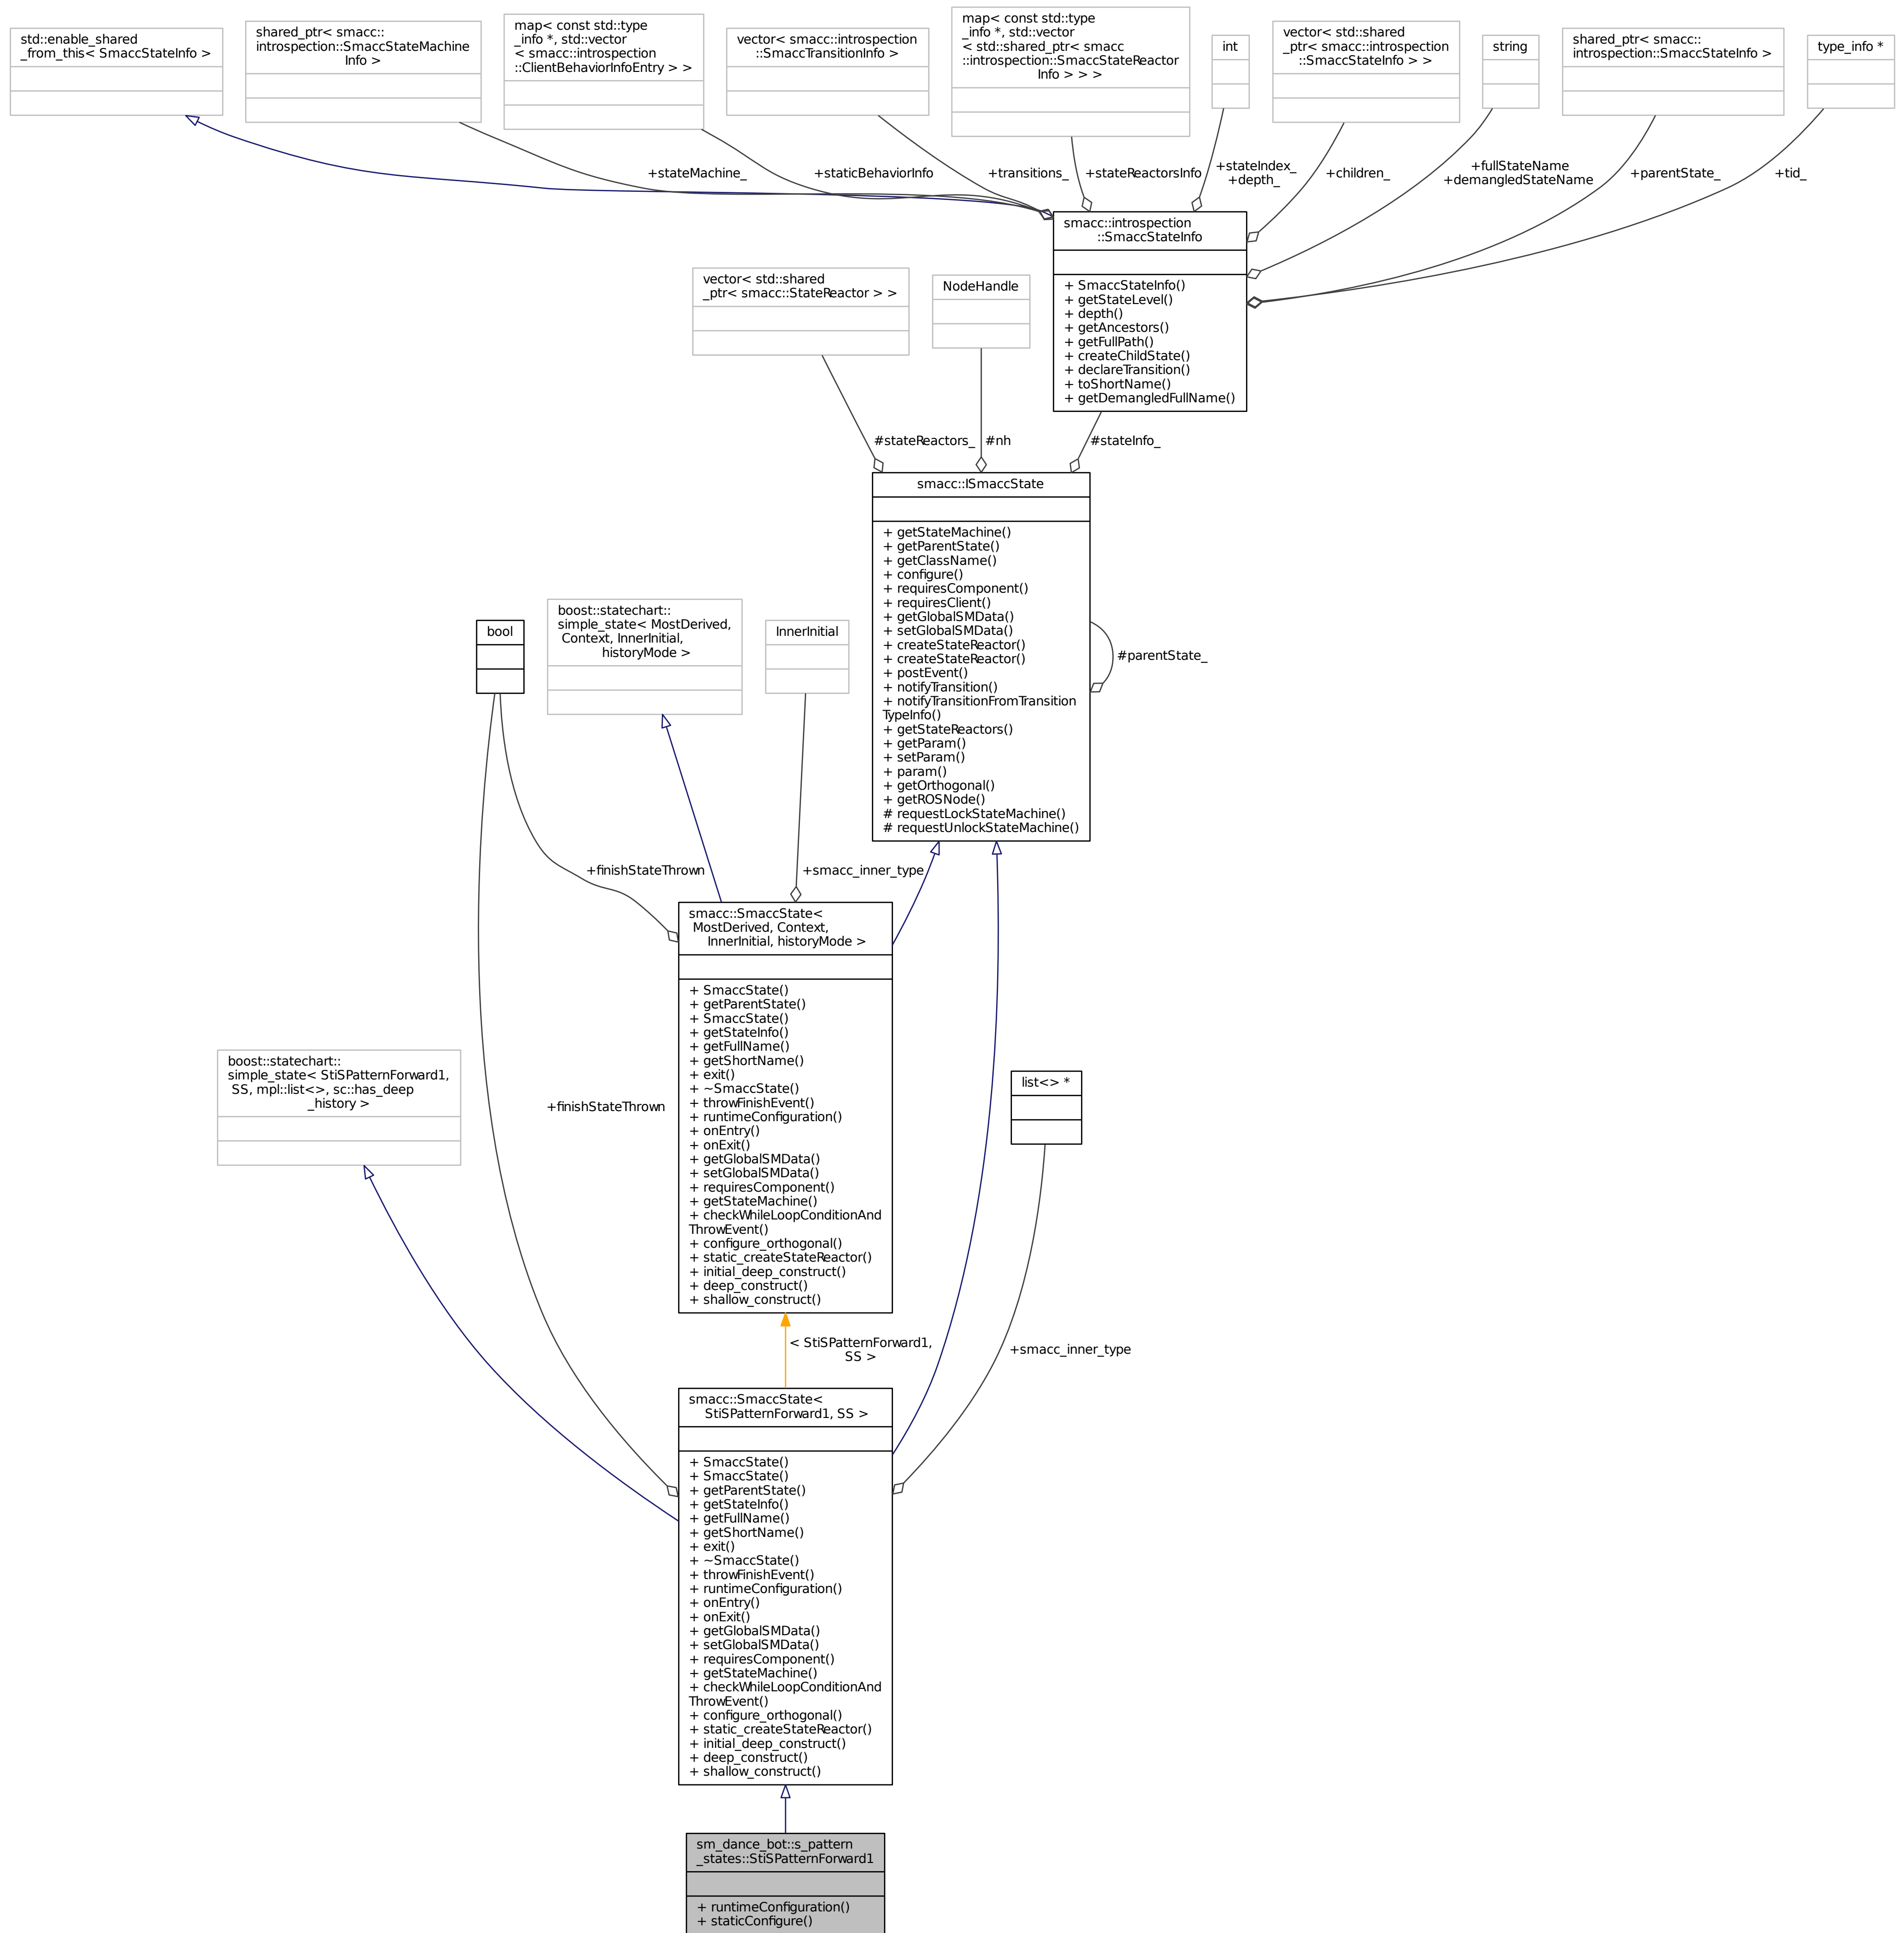 std::enable_shared
_from_this< SmaccStateInfo >
shared_ptr< smacc::
introspection::SmaccStateMachine
Info >
map< const std::type
_info *, std::vector
< smacc::introspection
::ClientBehaviorInfoEntry > >
vector< smacc::introspection
::SmaccTransitionInfo >
map< const std::type
_info *, std::vector
< std::shared_ptr< smacc
::introspection::SmaccStateReactor
Info > > >
int
vector< std::shared
_ptr< smacc::introspection
::SmaccStateInfo > >
string
shared_ptr< smacc::
introspection::SmaccStateInfo >
type_info *
+stateMachine_
+staticBehaviorInfo
+transitions_
+stateReactorsInfo
+stateIndex_
+depth_
+children_
+fullStateName
+demangledStateName
+parentState_
+tid_
smacc::introspection
::SmaccStateInfo
+ SmaccStateInfo()
+ getStateLevel()
+ depth()
+ getAncestors()
+ getFullPath()
+ createChildState()
+ declareTransition()
+ toShortName()
+ getDemangledFullName()
vector< std::shared
_ptr< smacc::StateReactor > >
NodeHandle
#stateReactors_
#nh
#stateInfo_
smacc::ISmaccState
+ getStateMachine()
+ getParentState()
+ getClassName()
+ configure()
+ requiresComponent()
+ requiresClient()
+ getGlobalSMData()
+ setGlobalSMData()
+ createStateReactor()
+ createStateReactor()
+ postEvent()
+ notifyTransition()
+ notifyTransitionFromTransition
TypeInfo()
+ getStateReactors()
+ getParam()
+ setParam()
+ param()
+ getOrthogonal()
+ getROSNode()
# requestLockStateMachine()
# requestUnlockStateMachine()
#parentState_
bool
boost::statechart::
simple_state< MostDerived,
Context, InnerInitial,
historyMode >
InnerInitial
+finishStateThrown
+smacc_inner_type
smacc::SmaccState<
MostDerived, Context,
InnerInitial, historyMode >
+ SmaccState()
+ getParentState()
+ SmaccState()
+ getStateInfo()
+ getFullName()
+ getShortName()
+ exit()
+ ~SmaccState()
+ throwFinishEvent()
+ runtimeConfiguration()
+ onEntry()
+ onExit()
+ getGlobalSMData()
+ setGlobalSMData()
+ requiresComponent()
+ getStateMachine()
+ checkWhileLoopConditionAnd
ThrowEvent()
+ configure_orthogonal()
+ static_createStateReactor()
+ initial_deep_construct()
+ deep_construct()
+ shallow_construct()
boost::statechart::
simple_state< StiSPatternForward1,
SS, mpl::list<>, sc::has_deep
_history >
+finishStateThrown
list<> *
< StiSPatternForward1,
SS >
+smacc_inner_type
smacc::SmaccState<
StiSPatternForward1, SS >
+ SmaccState()
+ SmaccState()
+ getParentState()
+ getStateInfo()
+ getFullName()
+ getShortName()
+ exit()
+ ~SmaccState()
+ throwFinishEvent()
+ runtimeConfiguration()
+ onEntry()
+ onExit()
+ getGlobalSMData()
+ setGlobalSMData()
+ requiresComponent()
+ getStateMachine()
+ checkWhileLoopConditionAnd
ThrowEvent()
+ configure_orthogonal()
+ static_createStateReactor()
+ initial_deep_construct()
+ deep_construct()
+ shallow_construct()
sm_dance_bot::s_pattern
_states::StiSPatternForward1
+ runtimeConfiguration()
+ staticConfigure()